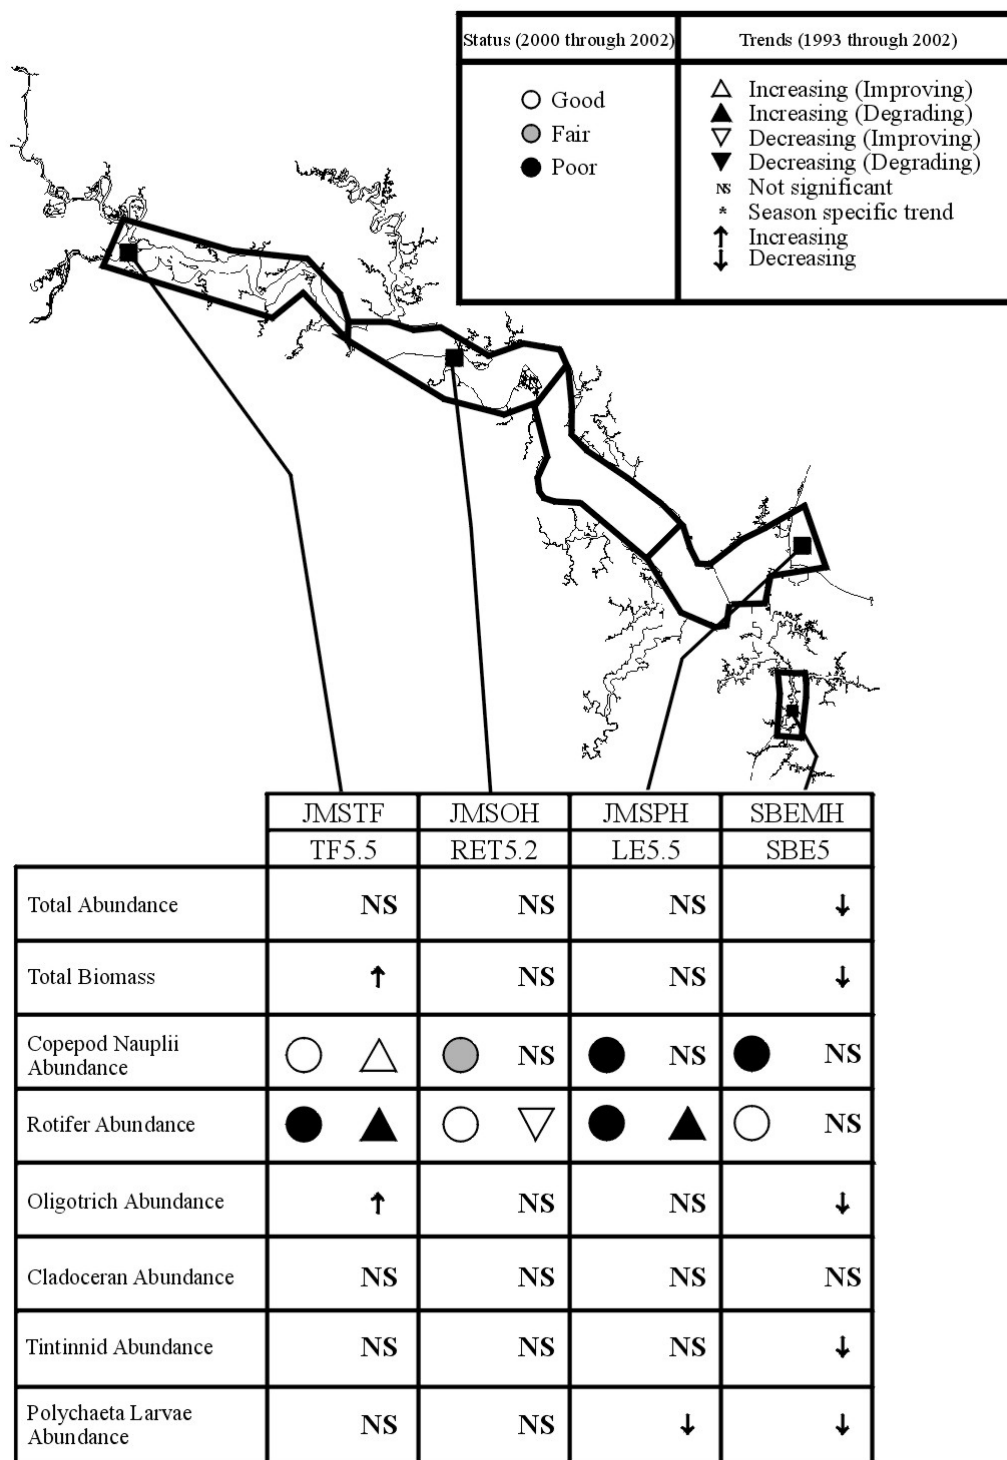 Status (2000 through 2002) Trends (1993 through 2002)
Good
Fair
Poor
Increasing (Improving)
Increasing (Degrading)
Decreasing (Improving)
Decreasing (Degrading)
NS Not significant
* Season specific trend
Increasing
Decreasing
JMSTF JMSOH JMSPH SBEMH
TF5.5 RET5.2 LE5.5 SBE5
Total Abundance NS NS NS
Total Biomass NS NS
Copepod Nauplii
Abundance NS NS NS
Rotifer Abundance NS
Oligotrich Abundance NS NS
Cladoceran Abundance NS NS NS NS
Tintinnid Abundance NS NS NS
Polychaeta Larvae
Abundance NS NS